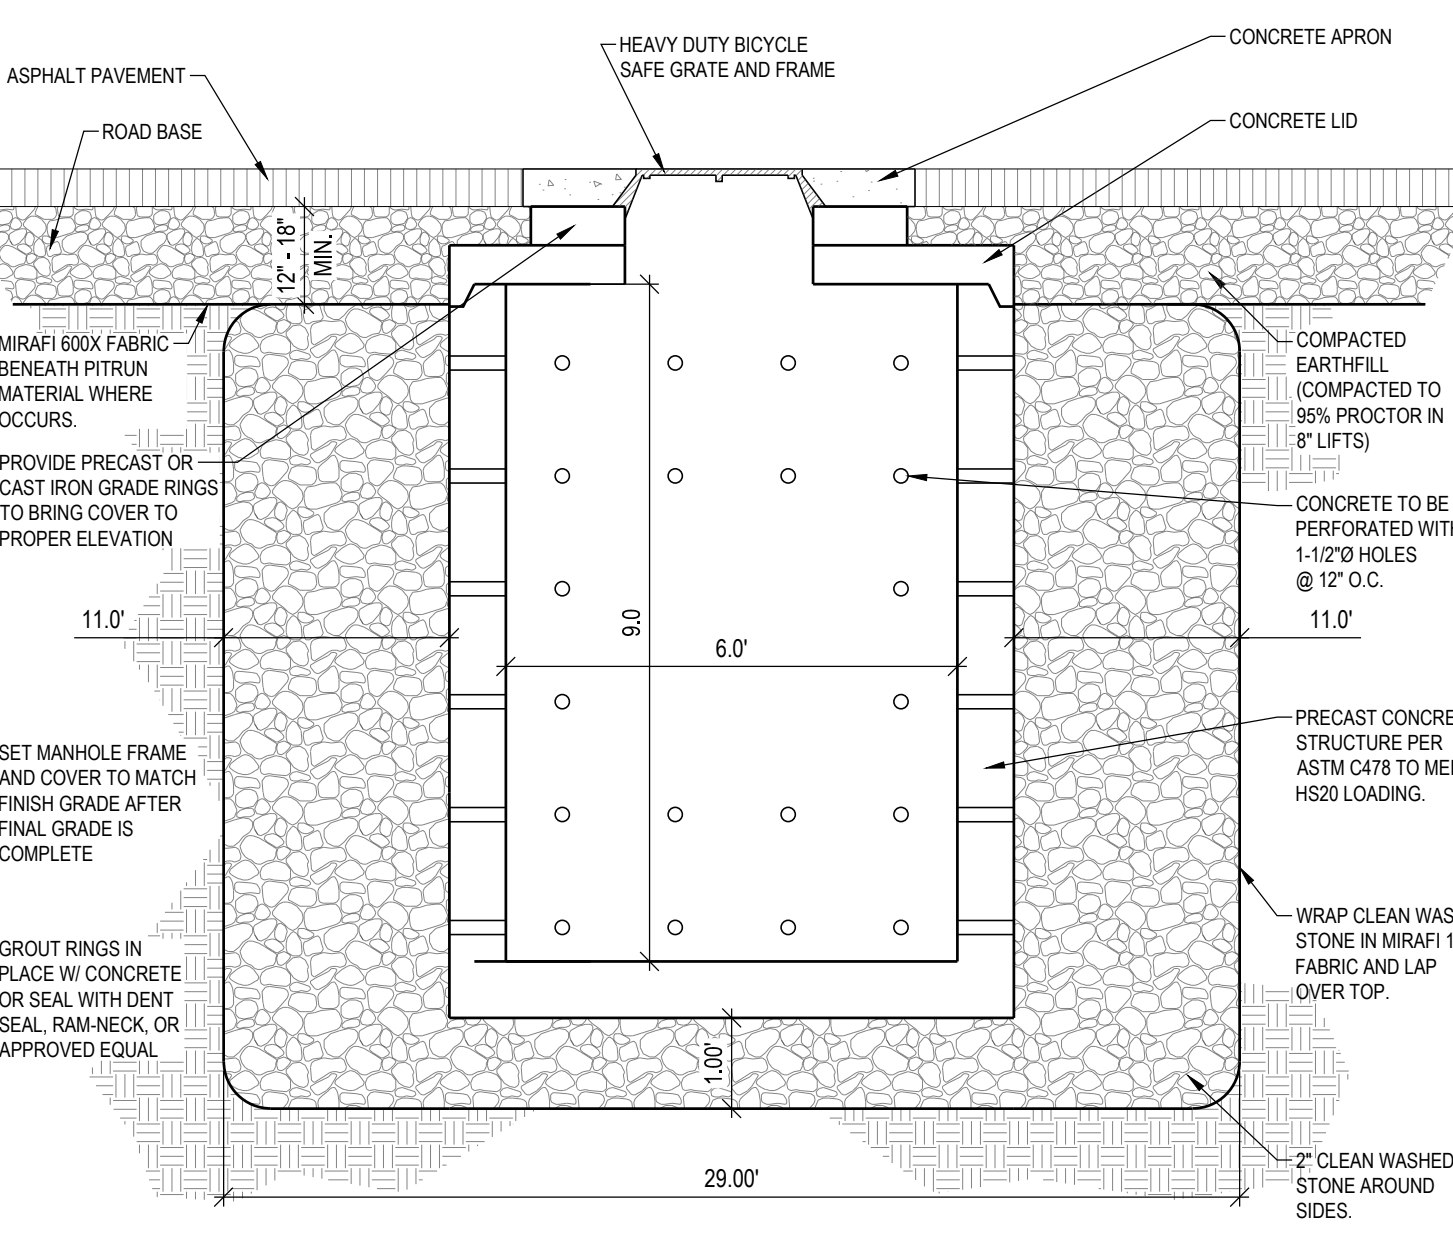 HEAVY DUTY BICYCLE
SAFE GRATE AND FRAME
CONCRETE APRON
ASPHALT PAVEMENT
CONCRETE LID
ROAD BASE
12" - 18"
MIN.
MIRAFI 600X FABRIC
BENEATH PITRUN
MATERIAL WHERE
OCCURS.
COMPACTED
EARTHFILL
(COMPACTED TO
95% PROCTOR IN
8" LIFTS)
PROVIDE PRECAST OR
CAST IRON GRADE RINGS
TO BRING COVER TO
PROPER ELEVATION
CONCRETE TO BE
PERFORATED WITH
1-1/2"Ø HOLES
@ 12" O.C.
11.0'
9.0
6.0'
11.0'
SET MANHOLE FRAME
AND COVER TO MATCH
FINISH GRADE AFTER
FINAL GRADE IS
COMPLETE
PRECAST CONCRE
STRUCTURE PER
ASTM C478 TO
HS20 LOADING.
GROUT RINGS IN
PLACE W/ CONCRETE
OR SEAL WITH DENT
SEAL, RAM-NECK, OR
APPROVED EQUAL
WRAP CLEAN WAS
STONE IN MIRAFI 1
FABRIC AND LAP
OVER TOP.
1.00'
2" CLEAN WASHED
STONE AROUND
SIDES.
29.00'